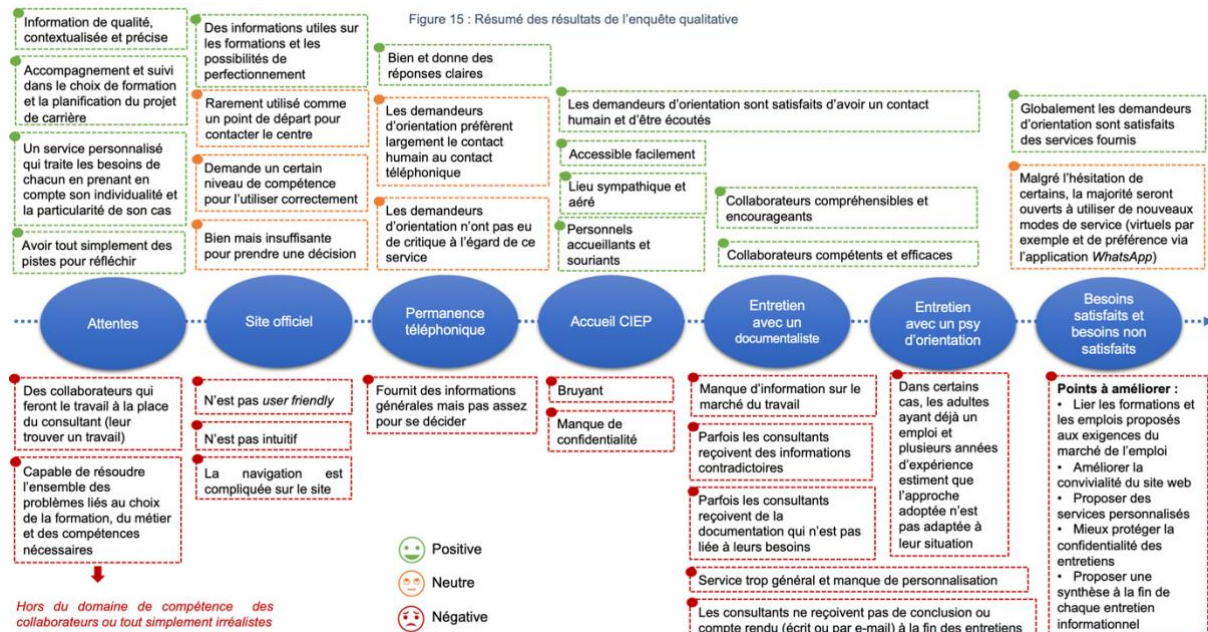 Figure 15 : Résumé des résultats de l'enquête qualitative
Information de qualité,
contextualisée et précise
Accompagnement et suivi
dans le choix de formation
et la planification du projet
de carrière
Un service personnalisé
qui traite les besoins de
chacun en prenant en
compte son individualité et
la particularité de son cas
Avoir tout simplement des
pistes pour réfléchir
Des informations utiles sur
les formations et les
possibilités de
perfectionnement
Rarement utilisé comme
un point de départ pour
contacter le centre
Demande un certain
niveau de compétence
pour l'utiliser correctement
Bien mais insuffisante
pour prendre une décision
Bien et donne des
réponses claires
Les demandeurs
d'orientation préfèrent
largement le contact
humain au contact
téléphonique
Les demandeurs
d'orientation n'ont pas eu
de critique à l'égard de ce
service
Les demandeurs d'orientation sont satisfaits d'avoir un contact
humain et d'être écoutés
Accessible facilement
Lieu sympathique et
aéré
Personnels
accueillants et
souriants
Collaborateurs compréhensibles et
encourageants
Collaborateurs compétents et efficaces
Globalement les demandeurs
d'orientation sont satisfaits
des services fournis
Malgré l'hésitation de
certains, la majorité seront
ouverts à utiliser de nouveaux
modes de service (virtuels par
exemple et de préférence via
l'application WhatsApp)
Attentes
Site officiel
Permanence
téléphonique
Accueil CIEP
Entretien
avec un
documentaliste
Entretien
avec un psy
d'orientation
Besoins
satisfaits et
besoins non
satisfaits
Des collaborateurs qui
feront le travail à la place
du consultant (leur
trouver un travail)
Capable de résoudre
l'ensemble des
problèmes liés au choix
de la formation, du métier
et des compétences
nécessaires
Hors du domaine de compétence des
collaborateurs ou tout simplement irréalistes
N'est pas user friendly
N'est pas intuitif
La navigation est
compliquée sur le site
Fournit des informations
générales mais pas assez
pour se décider
Bruyant
Manque de
confidentialité
Manque d'information sur le
marché du travail
Parfois les consultants
reçoivent des informations
contradictoires
Parfois les consultants
reçoivent de la
documentation qui n'est pas
liée à leurs besoins
Dans certains
cas, les adultes
ayant déjà un
emploi et
plusieurs années
d'expérience
estiment que
l'approche
adoptée n'est
pas adaptée à
leur situation
Service trop général et manque de personnalisation
Les consultants ne reçoivent pas de conclusion ou
compte rendu (écrit ou par e-mail) à la fin des entretiens
Points à améliorer :
• Lier les formations et
les emplois proposés
aux exigences du
marché de l'emploi
• Améliorer la
convivialité du site web
• Proposer des
services personnalisés
• Mieux protéger la
confidentialité des
entretiens
• Proposer une
synthèse à la fin de
chaque entretien
informationnel
Positive
Neutre
Négative